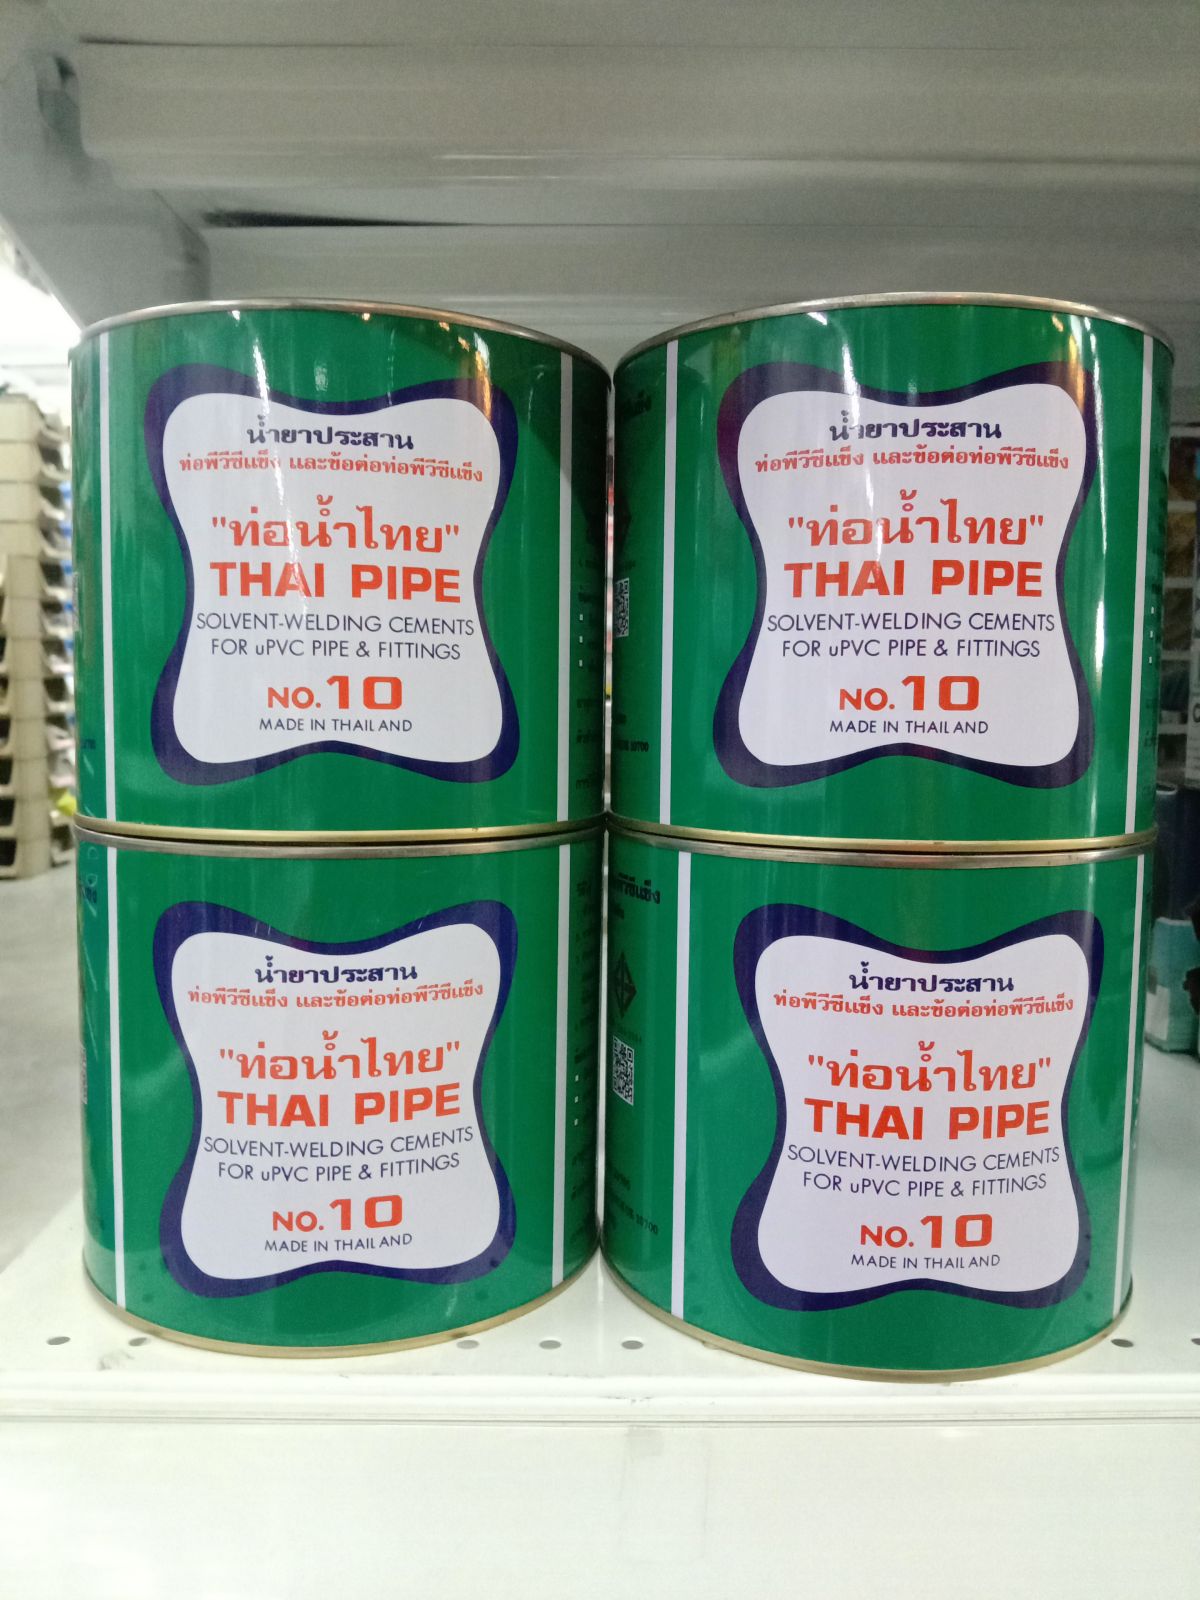 น้ำยาประสาน
ท่อพีวีซีแข็ง และข้อต่อท่อพีวีซีแข็ง
"ท่อน้ำไทย"
THAI PIPE
SOLVENT-WELDING CEMENTS
FOR uPVC PIPE & FITTINGS
NO. 10
MADE IN THAILAND
น้ำยาประสาน
ท่อพีวีซีแข็ง และข้อต่อท่อพีวีซีแข็ง
"ท่อน้ำไทย"
THAI PIPE
SOLVENT-WELDING CEMENTS
FOR uPVC PIPE & FITTINGS
NO. 10
MADE IN THAILAND
10700
น้ำยาประสาน
ท่อพีวีซีแข็ง และข้อต่อท่อพีวีซีแข็ง
"ท่อน้ำไทย"
THAI PIPE
SOLVENT-WELDING CEMENTS
FOR uPVC PIPE & FITTINGS
NO. 10
MADE IN THAILAND
น้ำยาประสาน
ท่อพีวีซีแข็ง และข้อต่อท่อพีวีซีแข็ง
"ท่อน้ำไทย"
THAI PIPE
SOLVENT-WELDING CEMENTS
FOR uPVC PIPE & FITTINGS
NO. 10
MADE IN THAILAND
10700